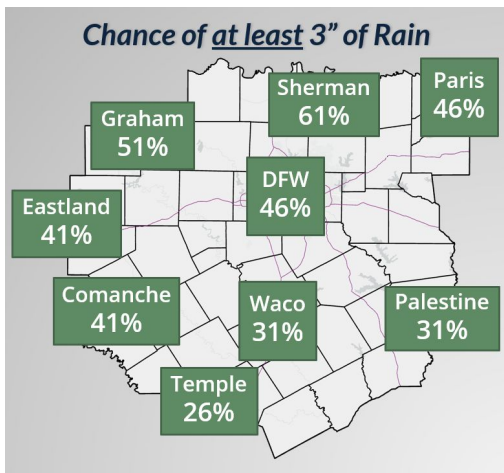 Chance of at least 3” of Rain
Sherman
61%
Paris
46%
Graham
51%
DFW
46%
Eastland
41%
Comanche
41%
Waco
31%
Palestine
31%
Temple
26%